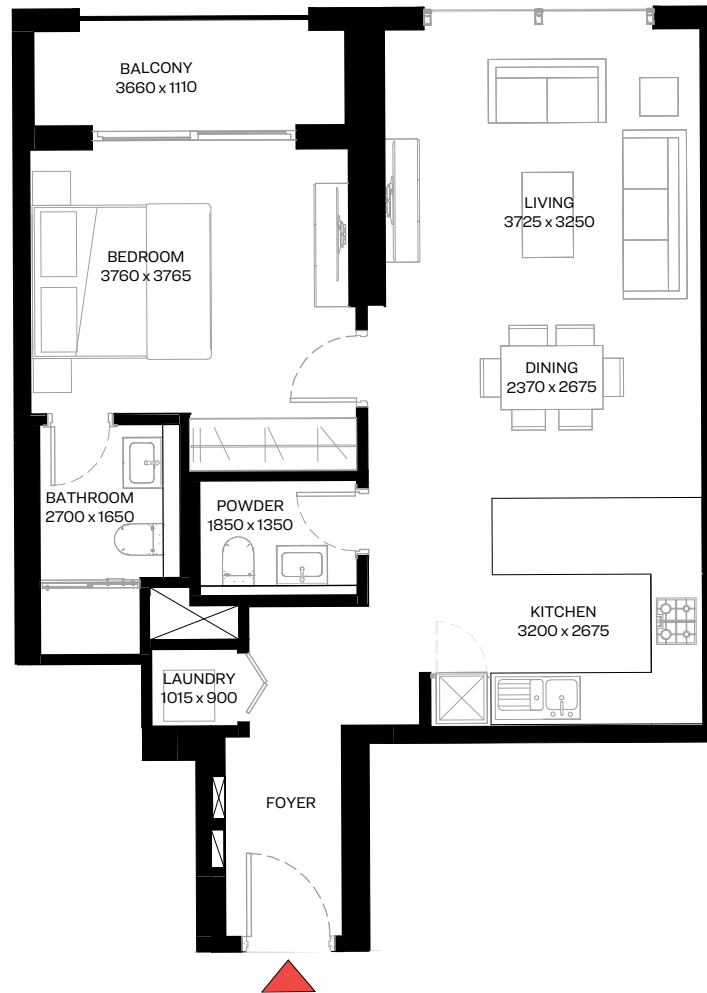 BALCONY
3660 x 1110
LIVING
3725 x 3250
BEDROOM
3760 x 3765
DINING
2370 x 2675
BATHROOM
2700 x 1650
POWDER
1850 x 1350
KITCHEN
3200 x 2675
LAUNDRY
1015 x 900
FOYER